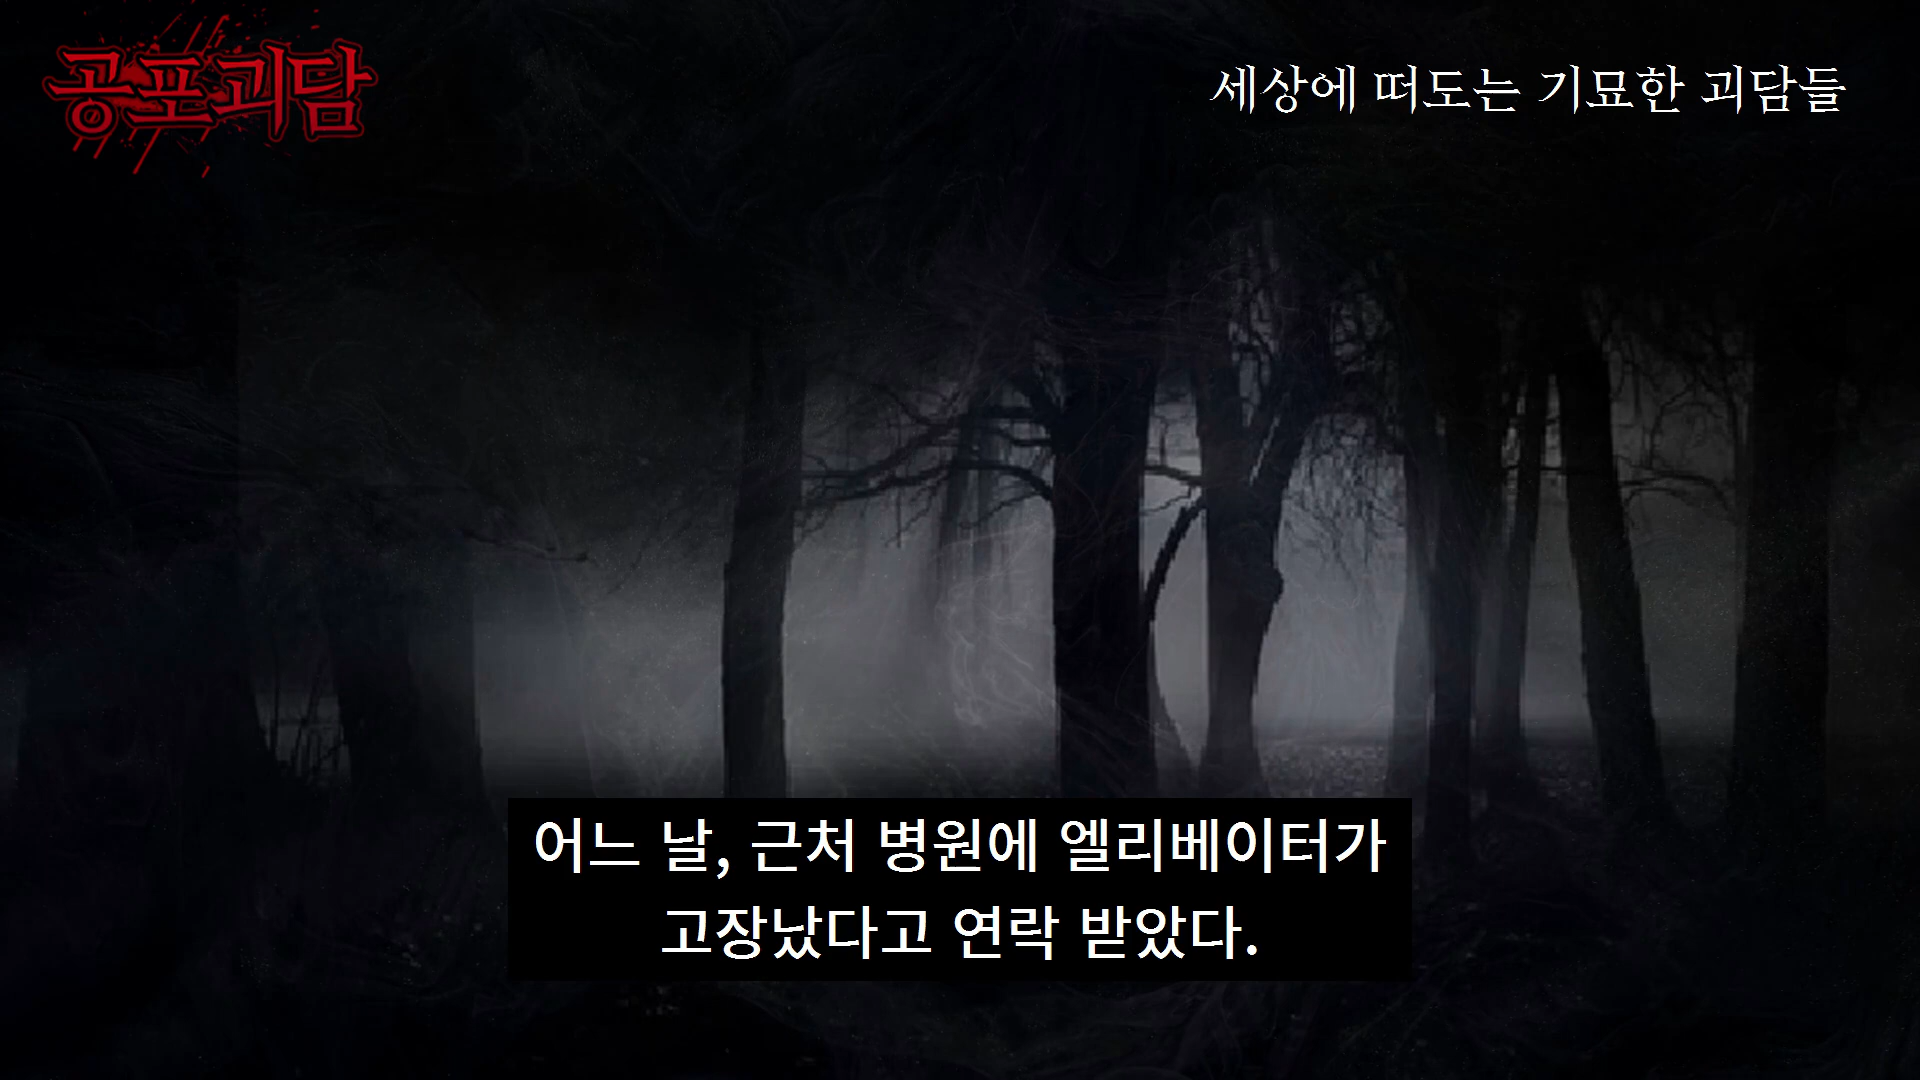 공포괴담
세상에 떠도는 기묘한 괴담들
어느 날, 근처 병원에 엘리베이터가
고장났다고 연락 받았다.